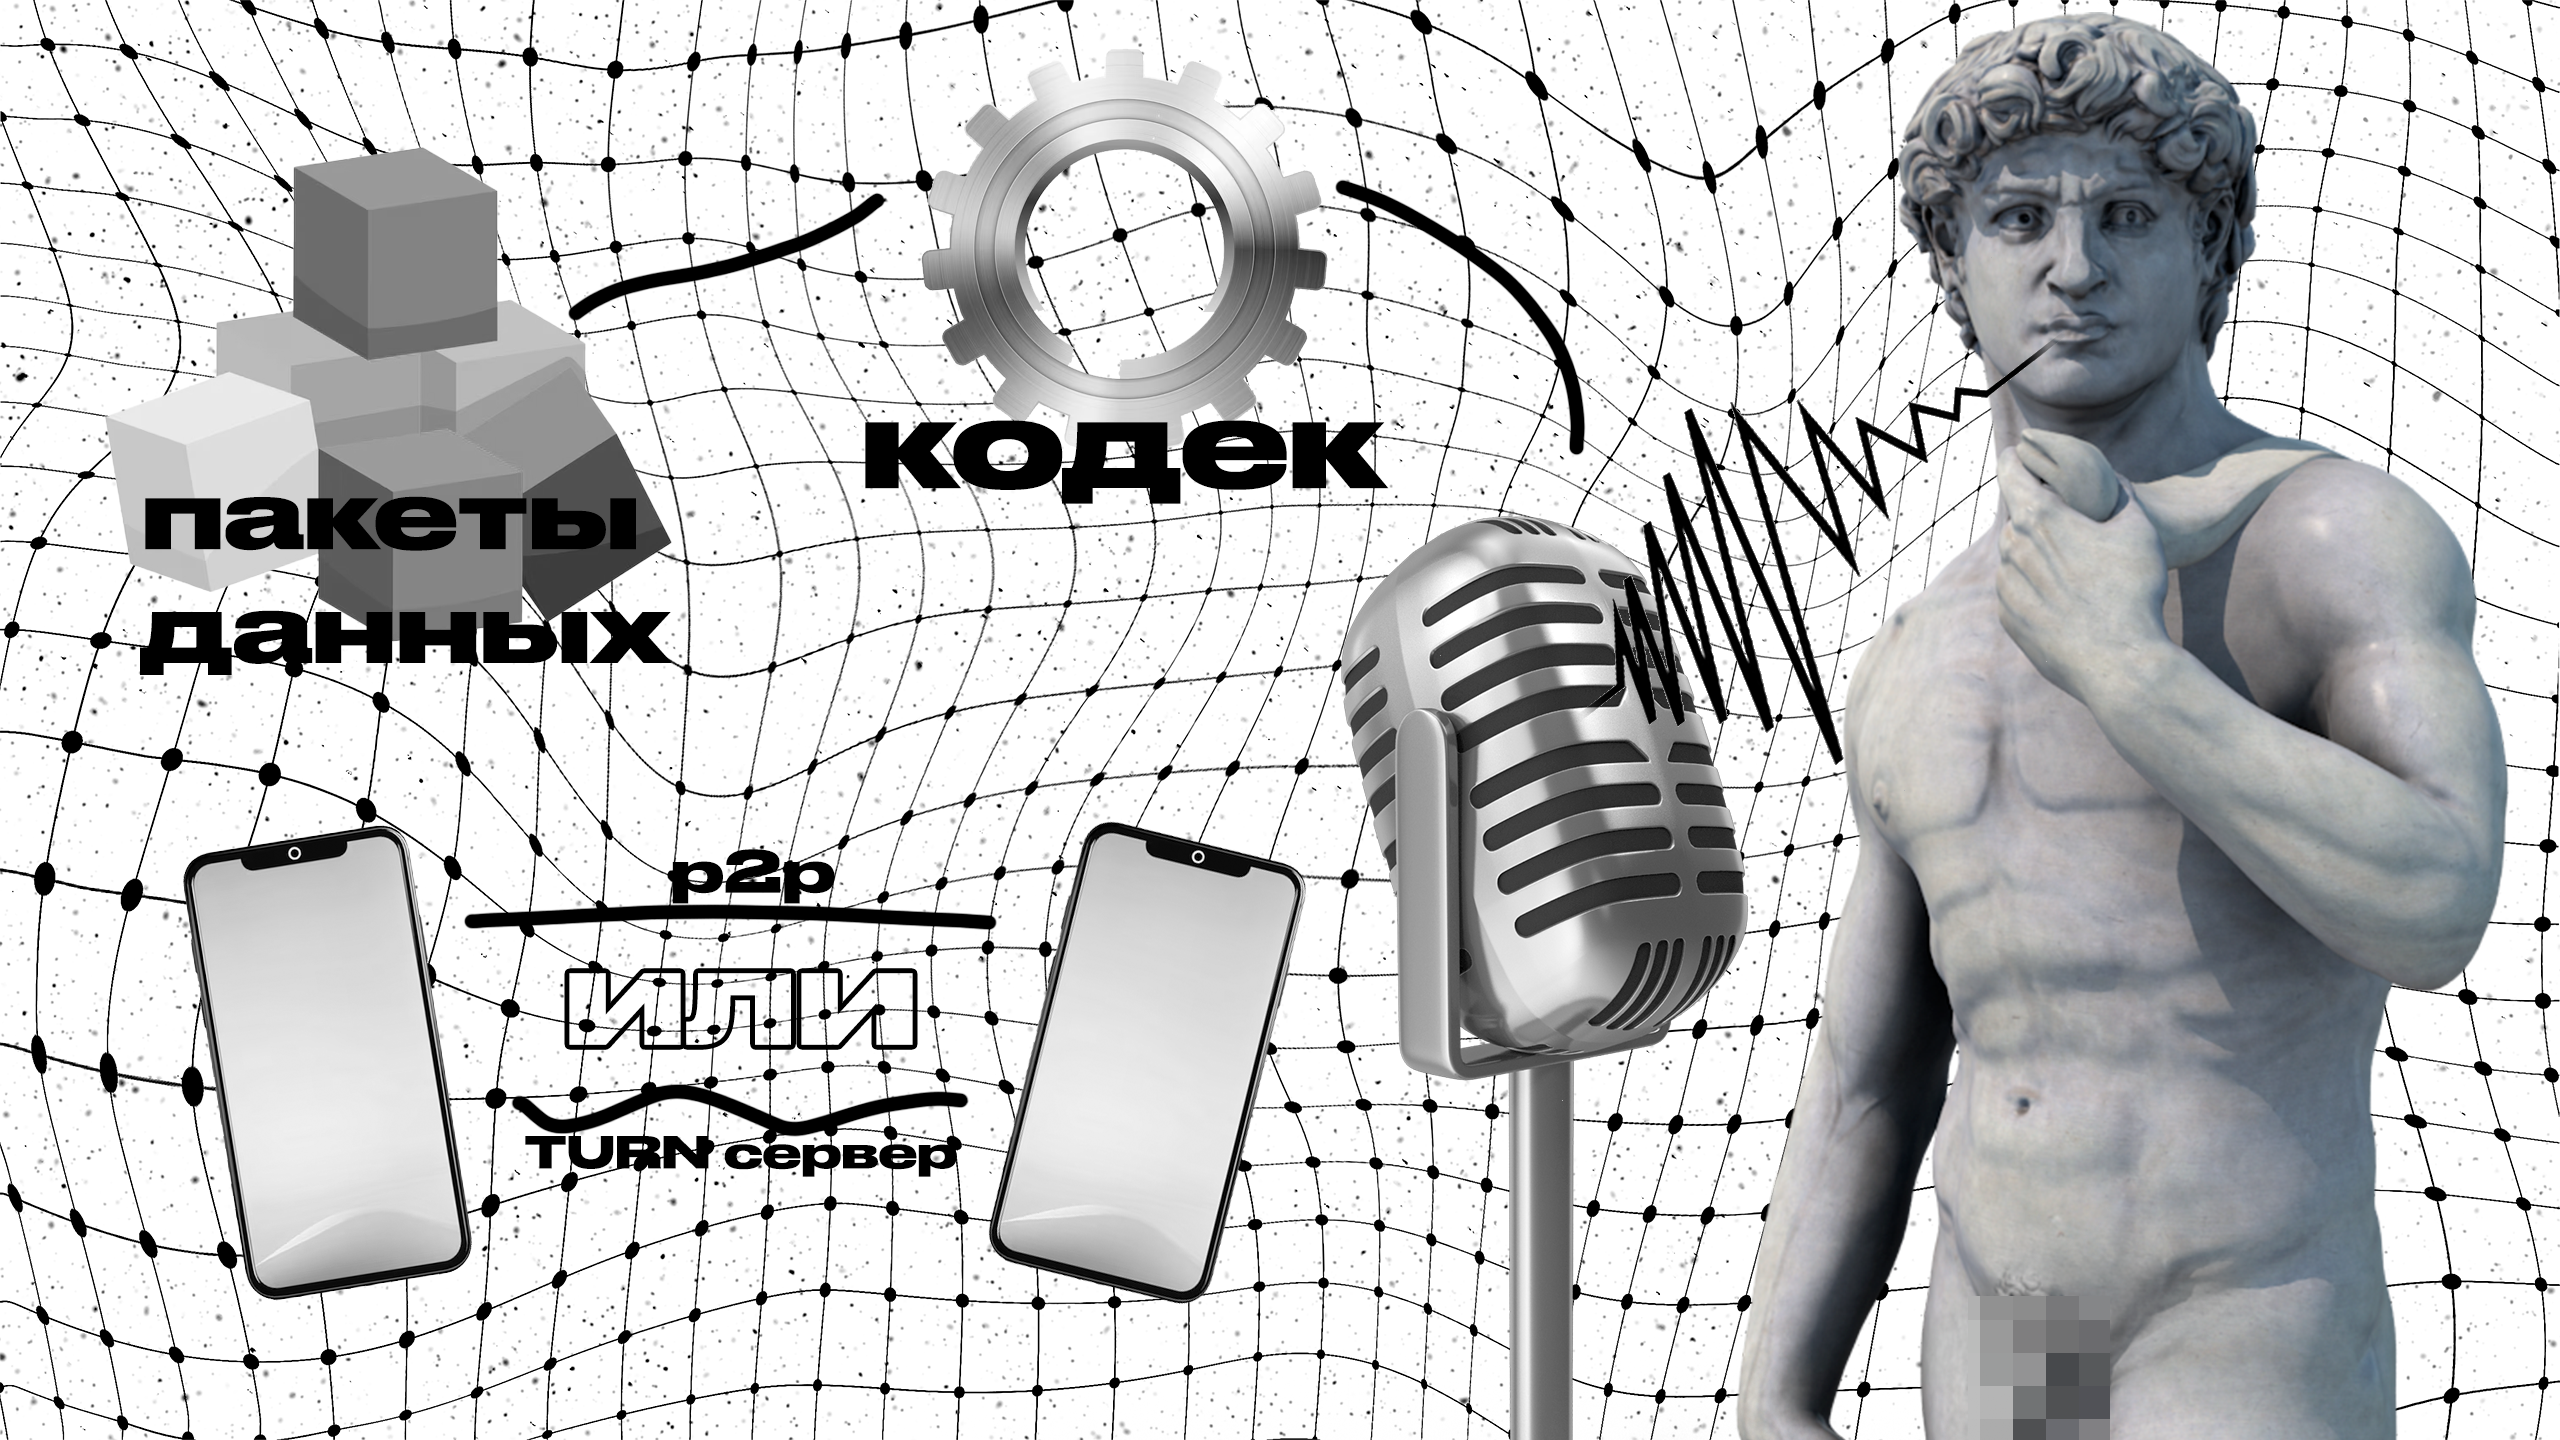 кодек
пакеты
данных
p2p
или
TURN сервер